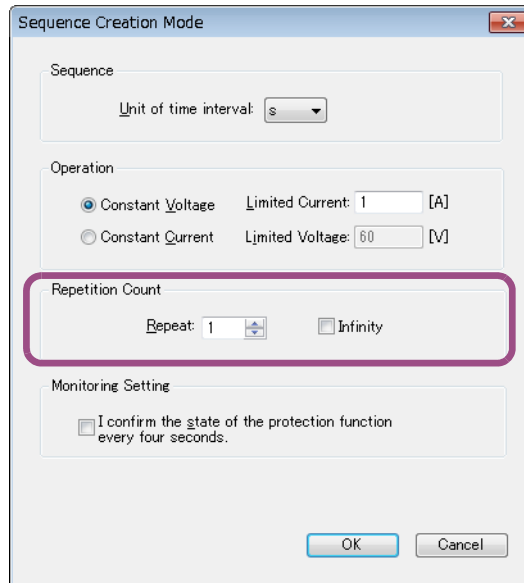 Sequence Creation Mode
Sequence
Unit of time interval: s
Operation
Constant Voltage Limited Current: 1 [A]
Constant Current Limited Voltage: 60 [V]
Repetition Count
Repeat: 1 Infinity
Monitoring Setting
I confirm the state of the protection function
every four seconds.
OK Cancel